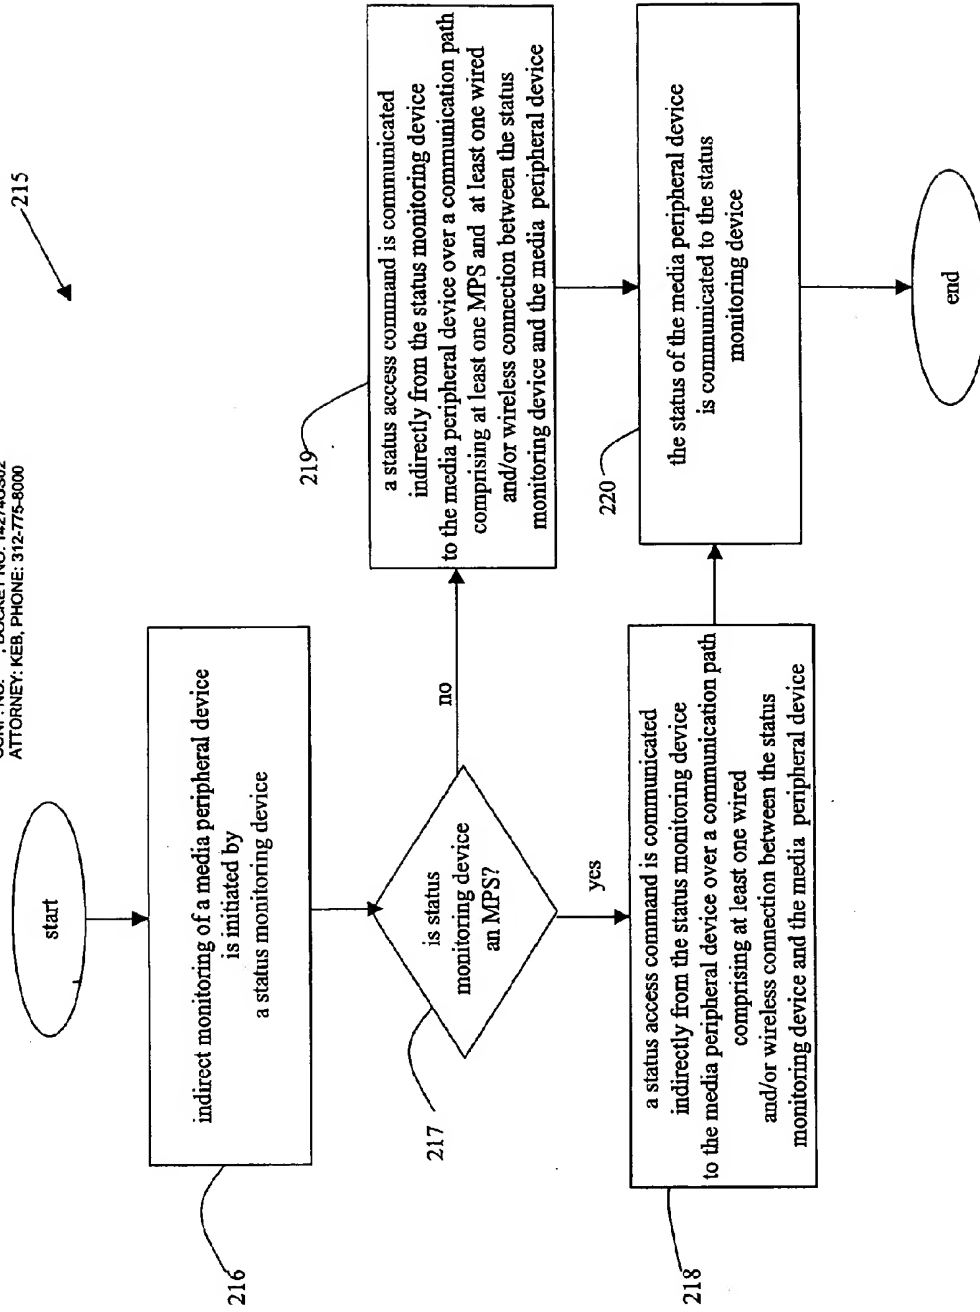 DOCKET NO. 14274US02
ATTORNEY: KEB, PHONE: 312-775-8000
215
start
216
indirect monitoring of a media peripheral device
is initiated by
a status monitoring device
217
is status
monitoring device
an MPS?
no
yes
219
a status access command is communicated
indirectly from the status monitoring device
to the media peripheral device over a communication path
comprising at least one MPS and at least one wired
and/or wireless connection between the status
monitoring device and the media peripheral device
218
a status access command is communicated
indirectly from the status monitoring device
to the media peripheral device over a communication path
comprising at least one wired
and/or wireless connection between the status
monitoring device and the media peripheral device
220
the status of the media peripheral device
is communicated to the status
monitoring device
end